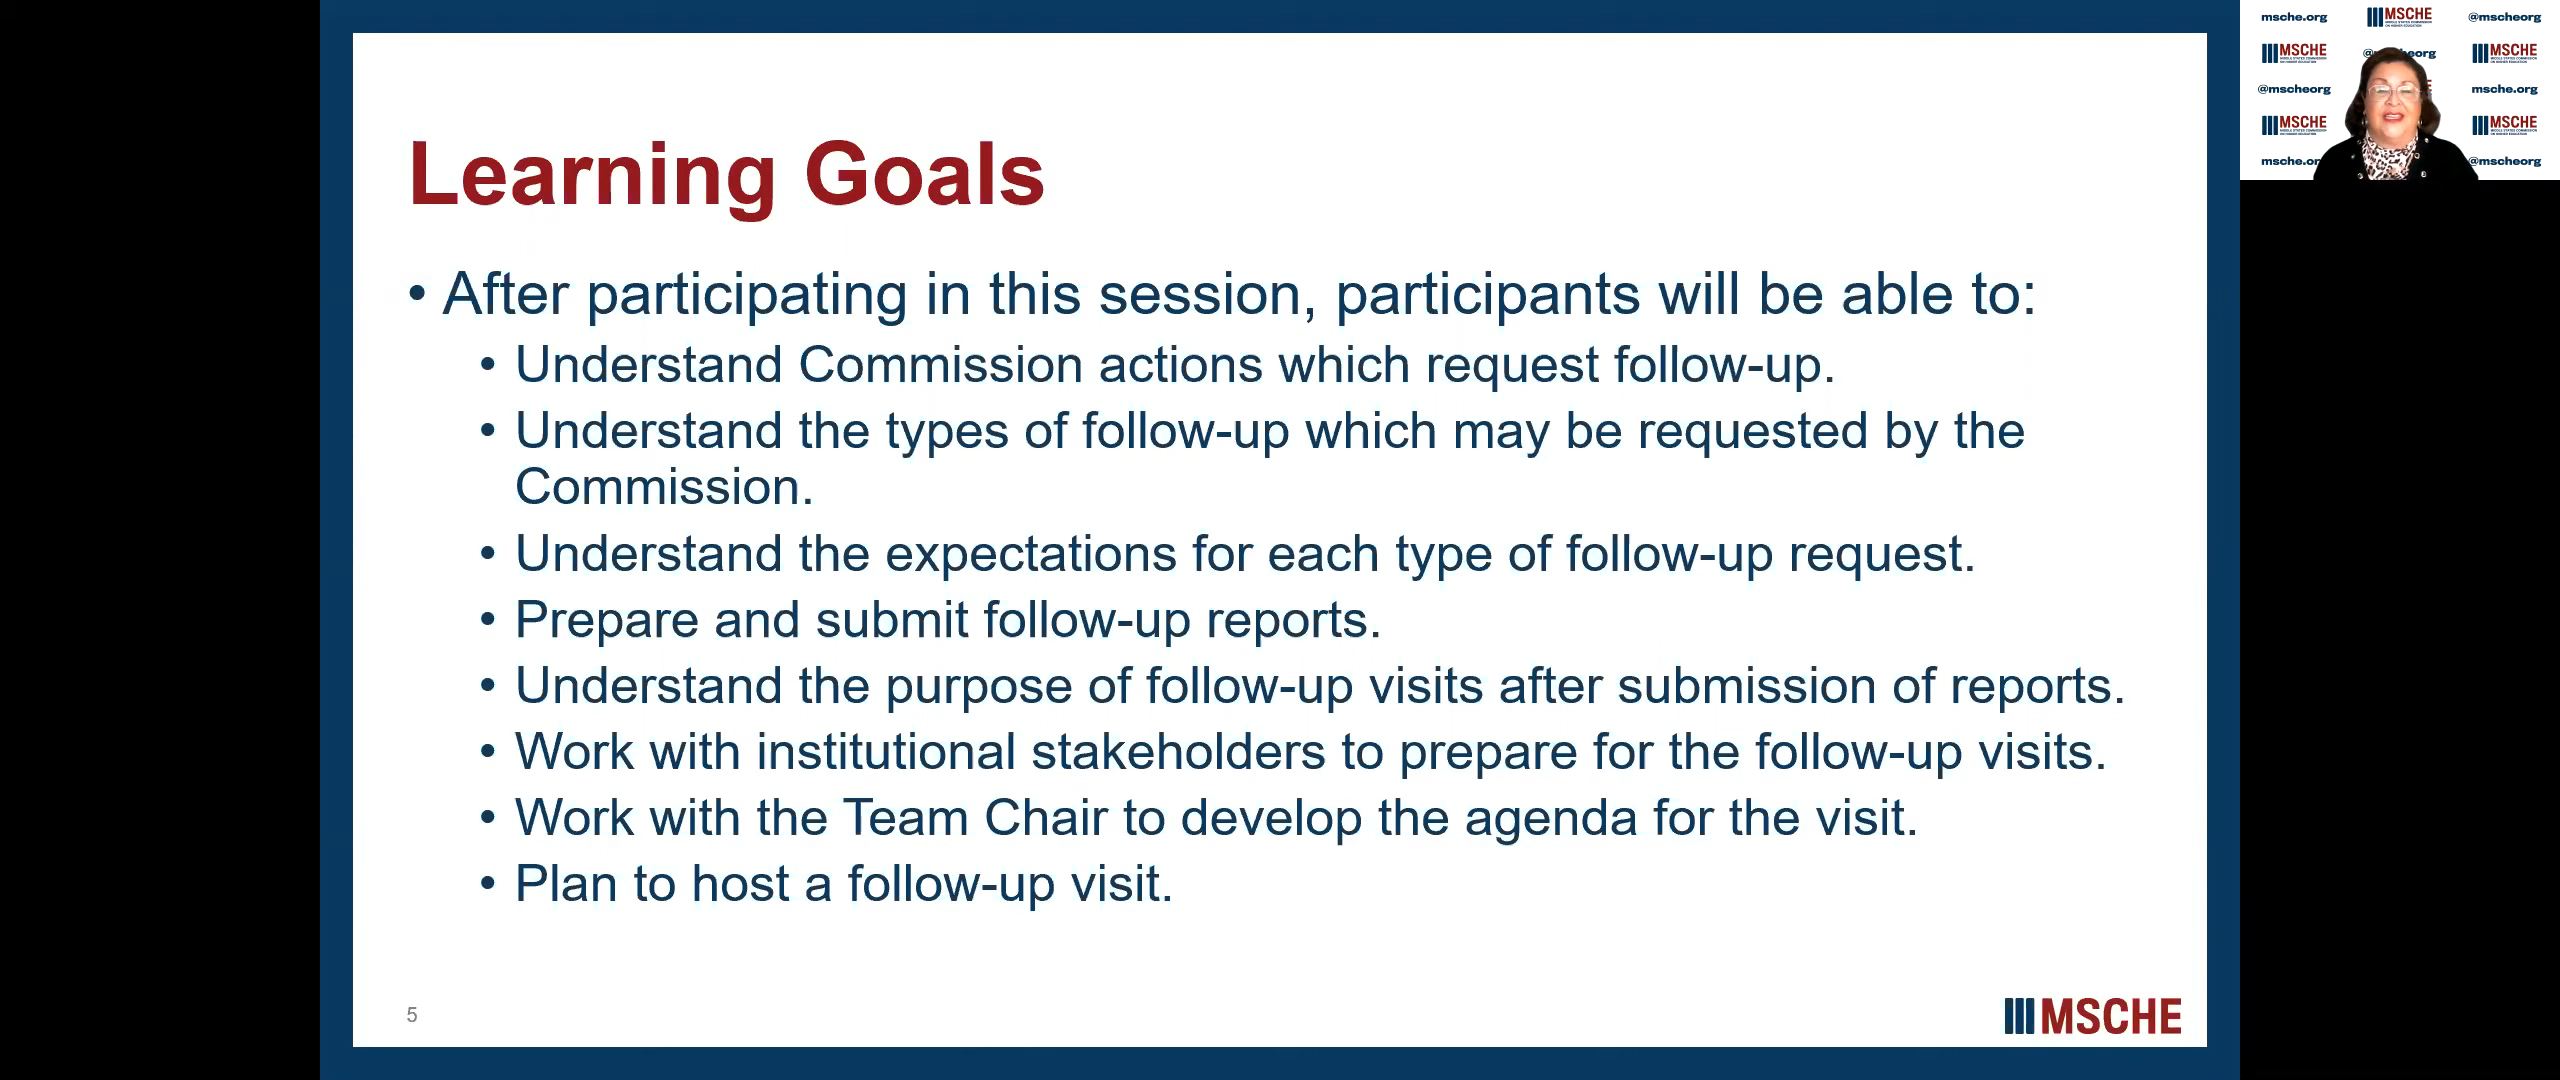 Learning Goals
• After participating in this session, participants will be able to:
• Understand Commission actions which request follow-up.
• Understand the types of follow-up which may be requested by the
Commission.
• Understand the expectations for each type of follow-up request.
• Prepare and submit follow-up reports.
• Understand the purpose of follow-up visits after submission of reports.
• Work with institutional stakeholders to prepare for the follow-up visits.
• Work with the Team Chair to develop the agenda for the visit.
• Plan to host a follow-up visit.
5
MSCHE
msche.org MSCHE @mscheorg
MSCHE MSCHE
@mscheorg msche.org
MSCHE MSCHE
@mscheorg